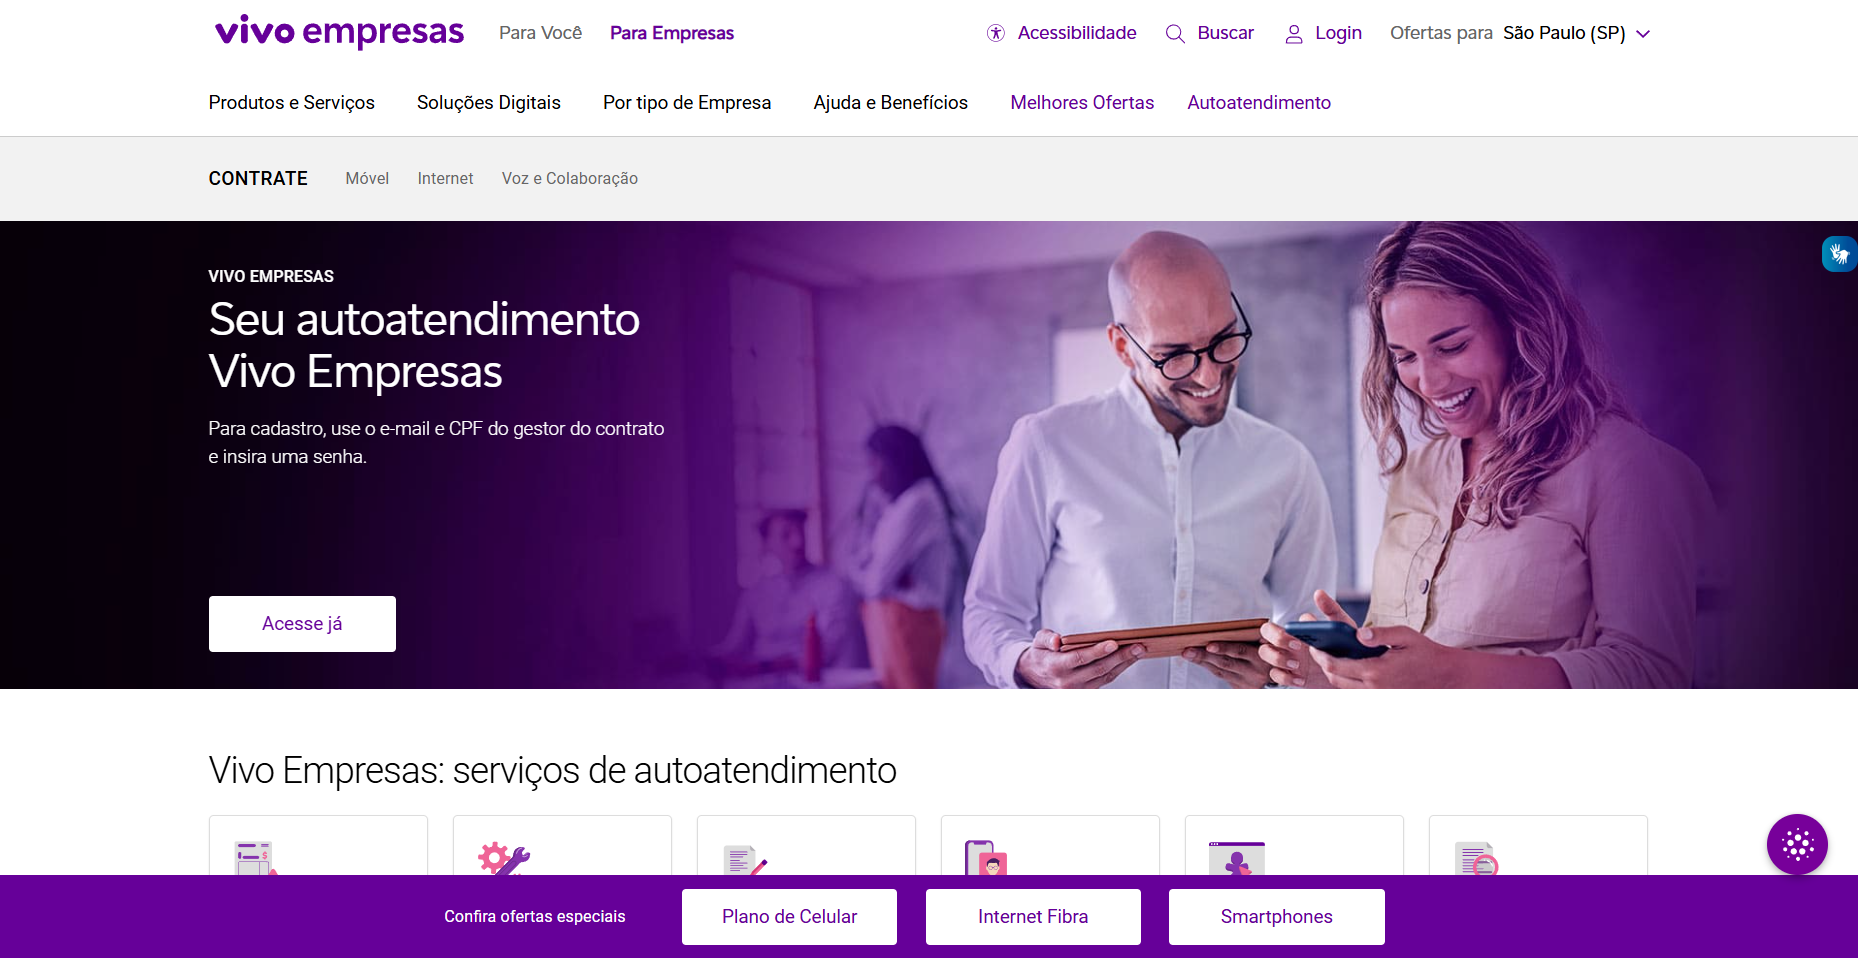 vivo empresas
Para Você
Para Empresas
Acessibilidade
Buscar
Login
Ofertas para São Paulo (SP)
Produtos e Serviços
Soluções Digitais
Por tipo de Empresa
Ajuda e Benefícios
Melhores Ofertas
Autoatendimento
CONTRATE
Móvel
Internet
Voz e Colaboração
VIVO EMPRESAS
Seu autoatendimento
Vivo Empresas
Para cadastro, use o e-mail e CPF do gestor do contrato
e insira uma senha.
Acesse já
Vivo Empresas: serviços de autoatendimento
Confira ofertas especiais
Plano de Celular
Internet Fibra
Smartphones